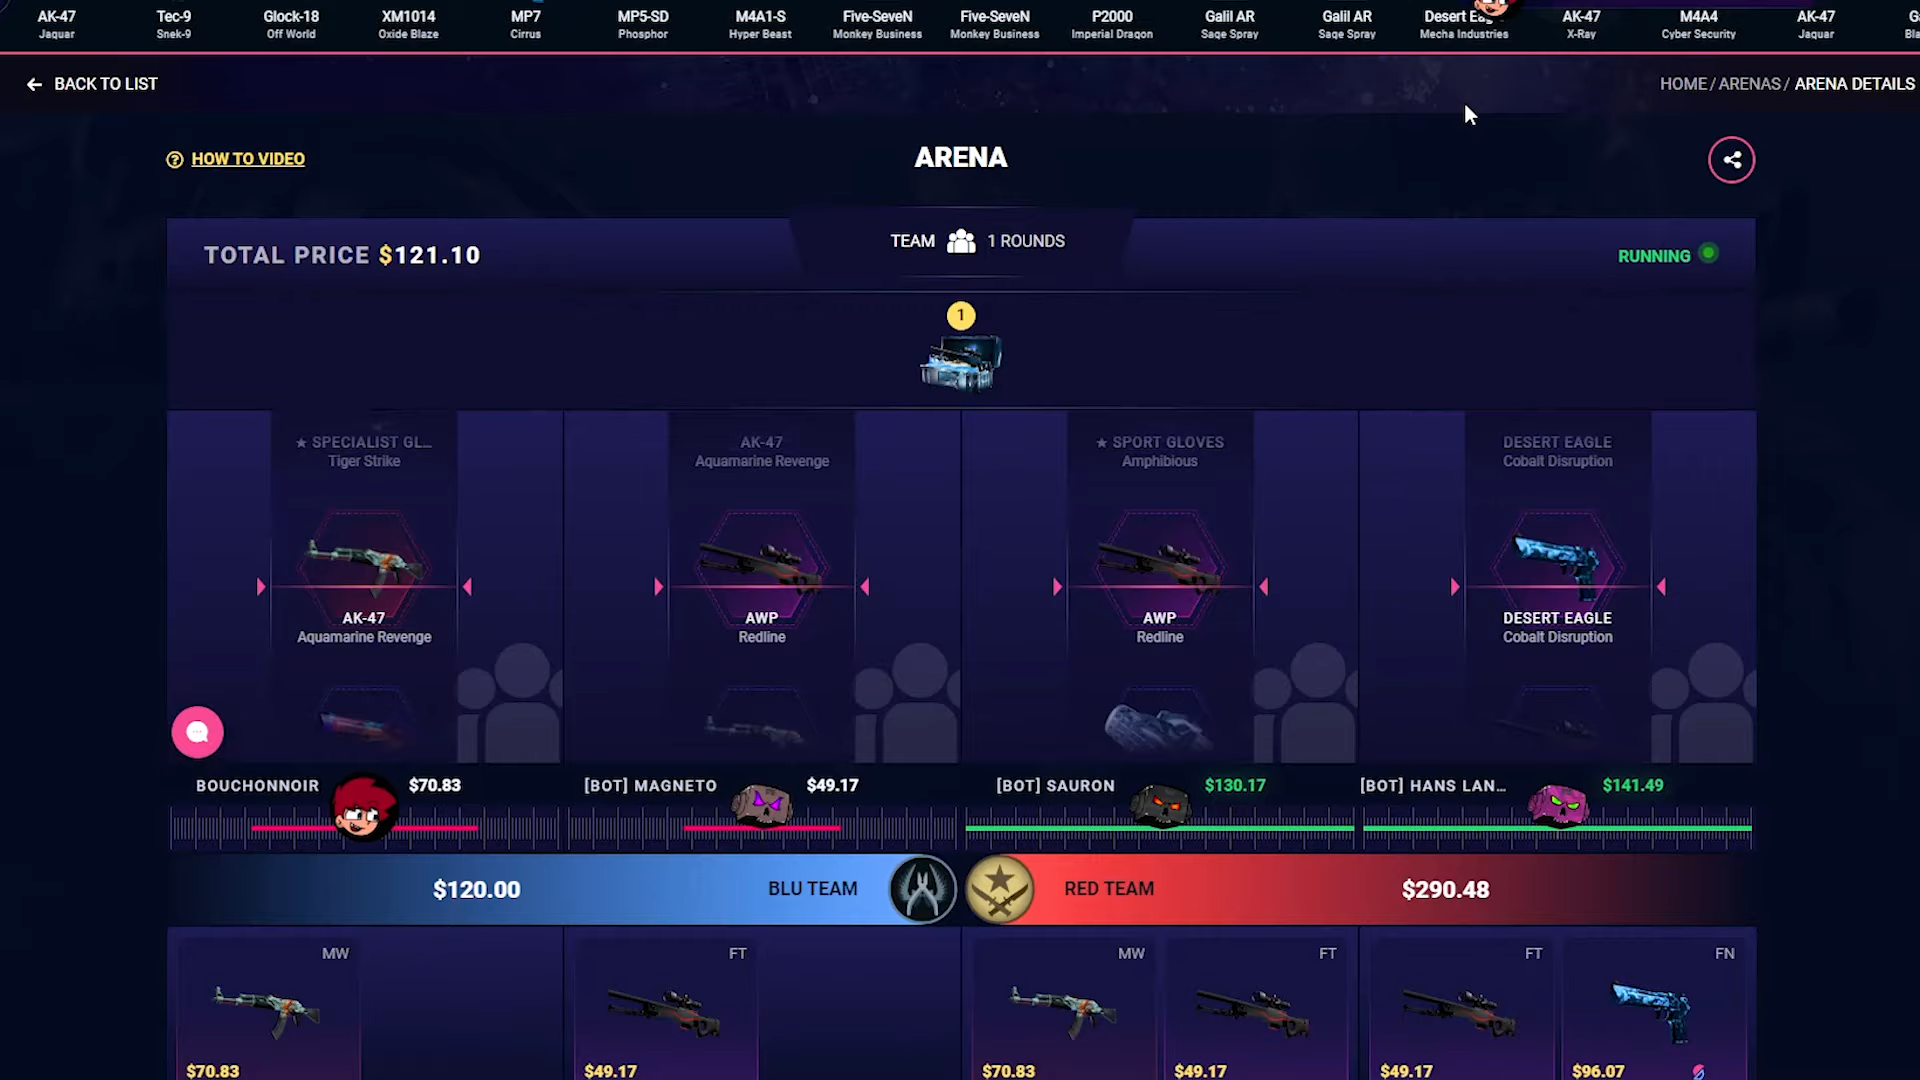 AK-47 Tec-9 Glock-18 XM1014 MP7 MP5-SD M4A1-S Five-SeveN Five-SeveN P2000 Galil AR Galil AR Desert AK-47 M4A4 AK-47
Jaguar Snek-9 Off World Oxide Blaze Cirrus Phosphor Hyper Beast Monkey Business Monkey Business Imperial Dragon Sage Spray Sage Spray Mecha Industries X-Ray Cyber Security Jaguar
BACK TO LIST
HOME / ARENAS / ARENA DETAILS
HOW TO VIDEO
ARENA
TOTAL PRICE $121.10
TEAM 1 ROUNDS
RUNNING
1
★ SPECIALIST GL... AK-47 ★ SPORT GLOVES DESERT EAGLE
Tiger Strike Aquamarine Revenge Amphibious Cobalt Disruption
AK-47 AWP AWP DESERT EAGLE
Aquamarine Revenge Redline Redline Cobalt Disruption
BOUCHONNOIR $70.83 [BOT] MAGNETO $49.17 [BOT] SAURON $130.17 [BOT] HANS LAN... $141.49
$120.00 BLU TEAM RED TEAM $290.48
MW FT MW FT FT FN
$70.83 $49.17 $70.83 $49.17 $49.17 $96.07